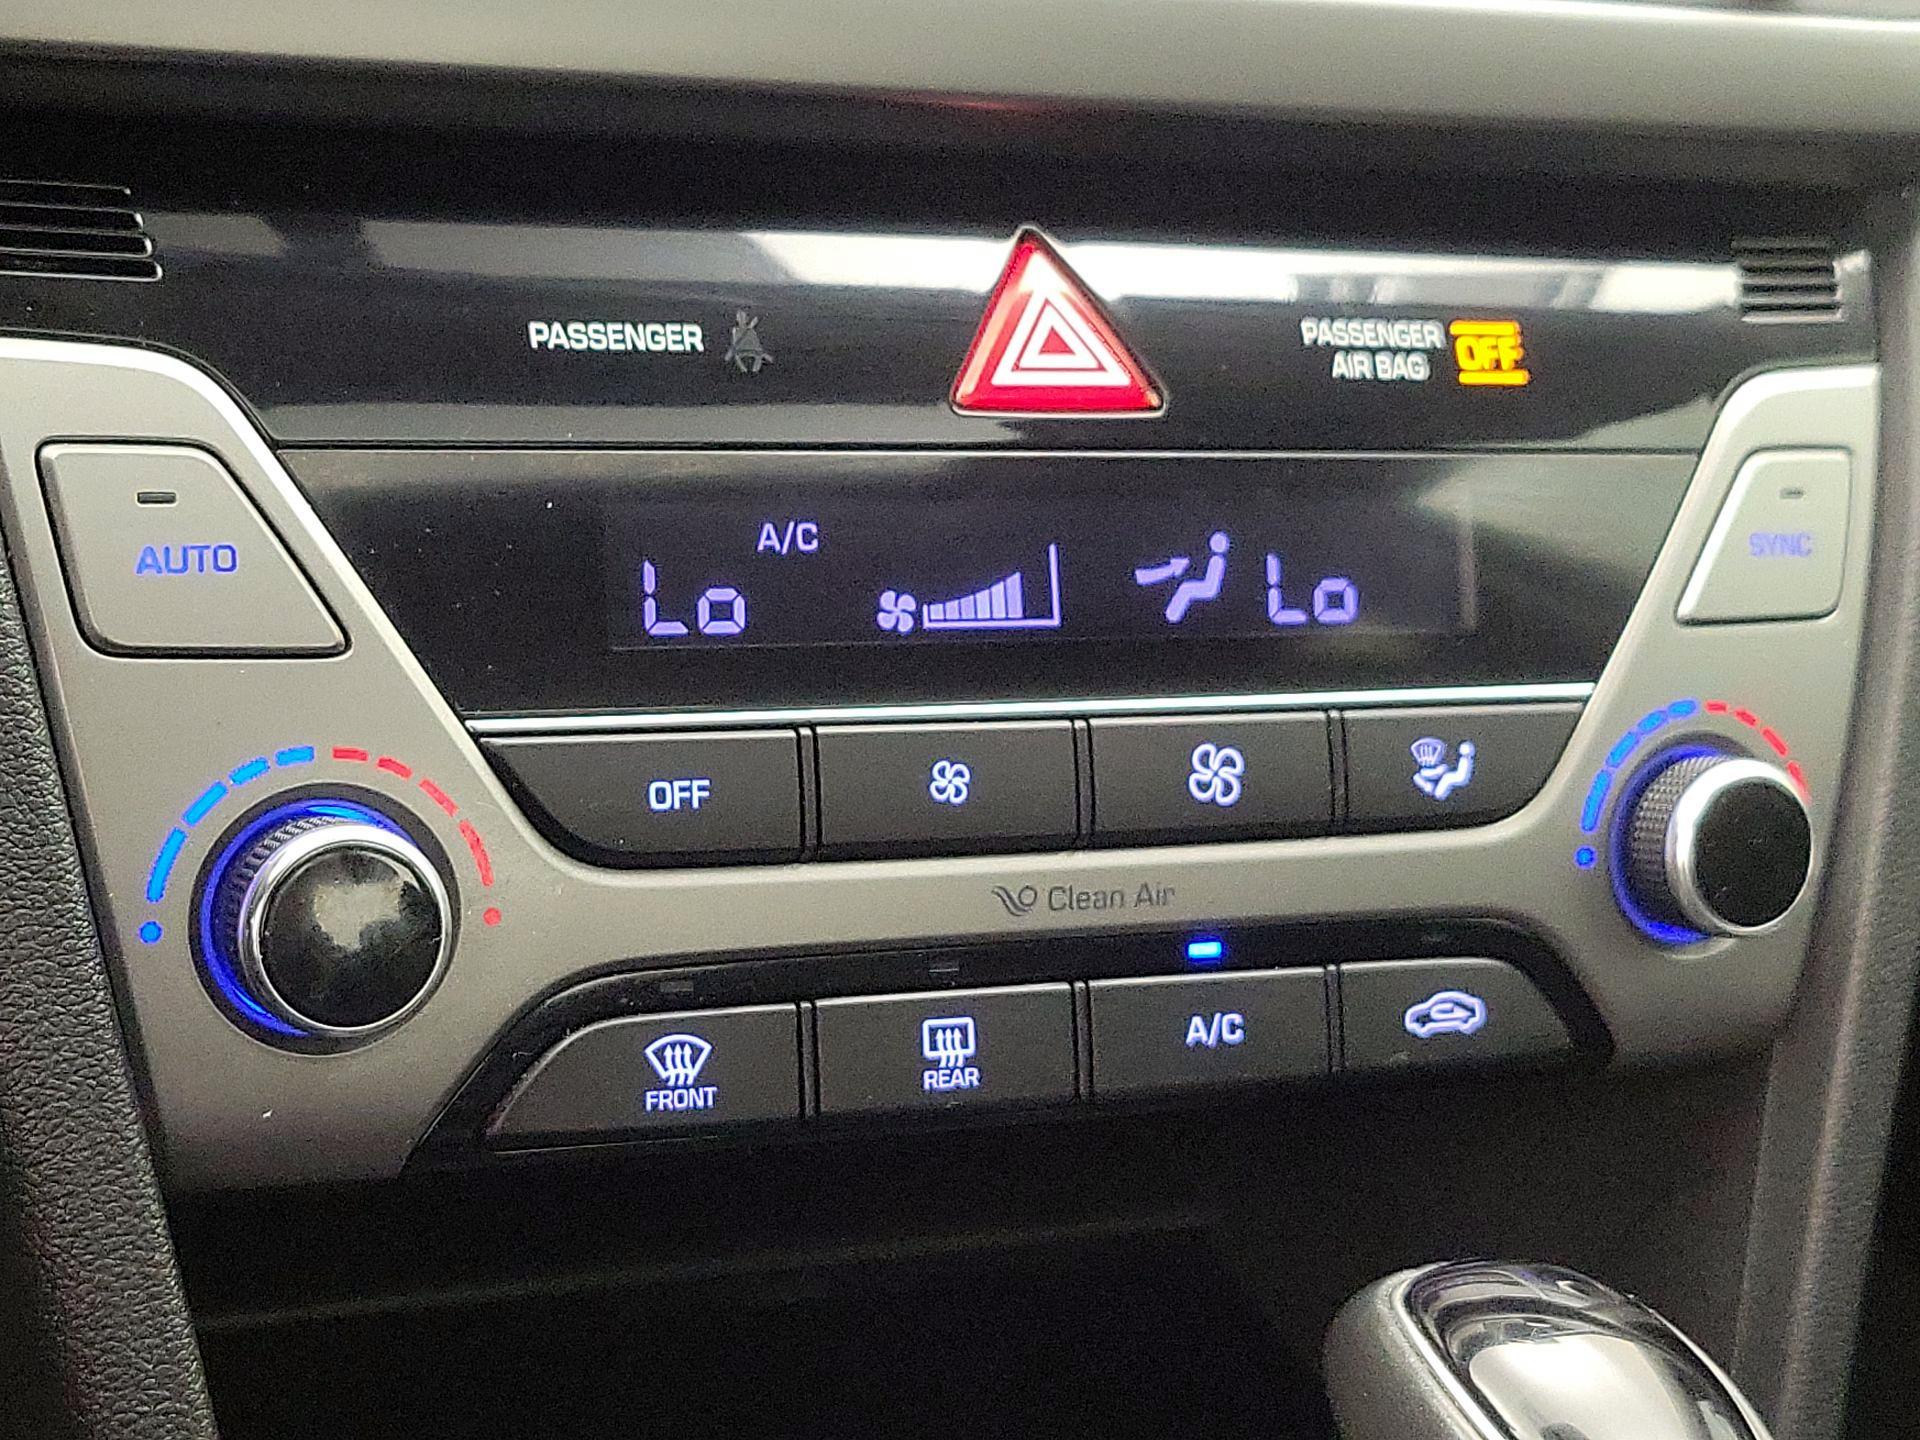 PASSENGER
PASSENGER
AIR BAG
OFF
AUTO
A/C
Lo
Lo
SYNC
OFF
Clean Air
FRONT
REAR
A/C